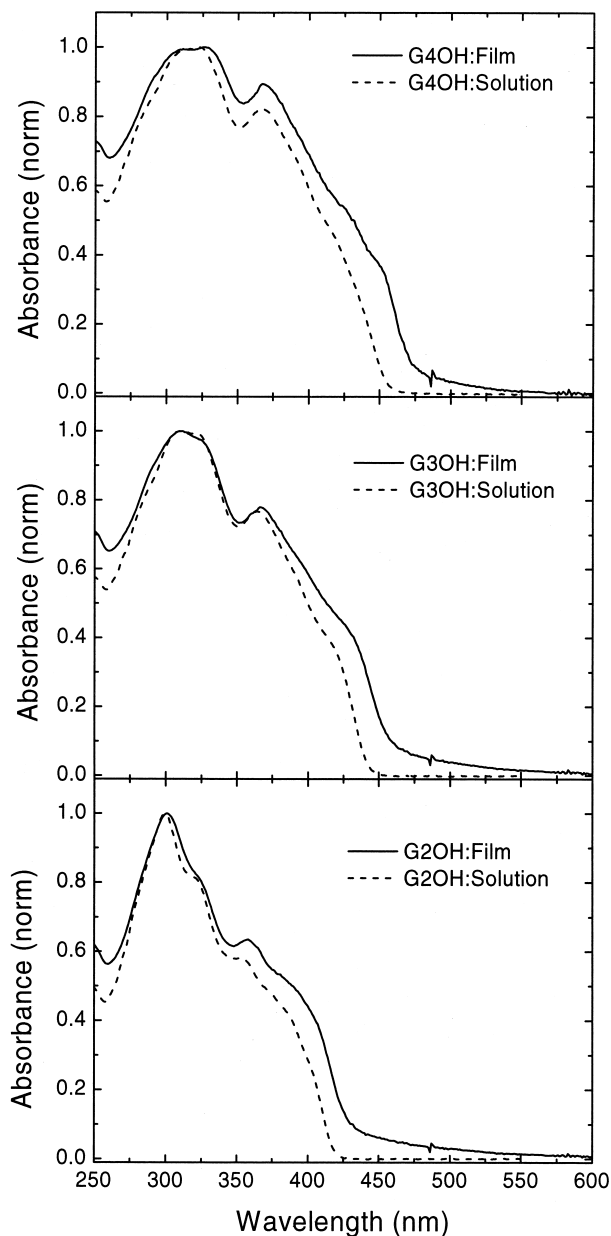 1.0
0.8
0.6
0.4
0.2
0.0
Absorbance (norm)
G4OH:Film
G4OH:Solution
1.0
0.8
0.6
0.4
0.2
0.0
Absorbance (norm)
G3OH:Film
G3OH:Solution
1.0
0.8
0.6
0.4
0.2
0.0
Absorbance (norm)
G2OH:Film
G2OH:Solution
250 300 350 400 450 500 550 600
Wavelength (nm)